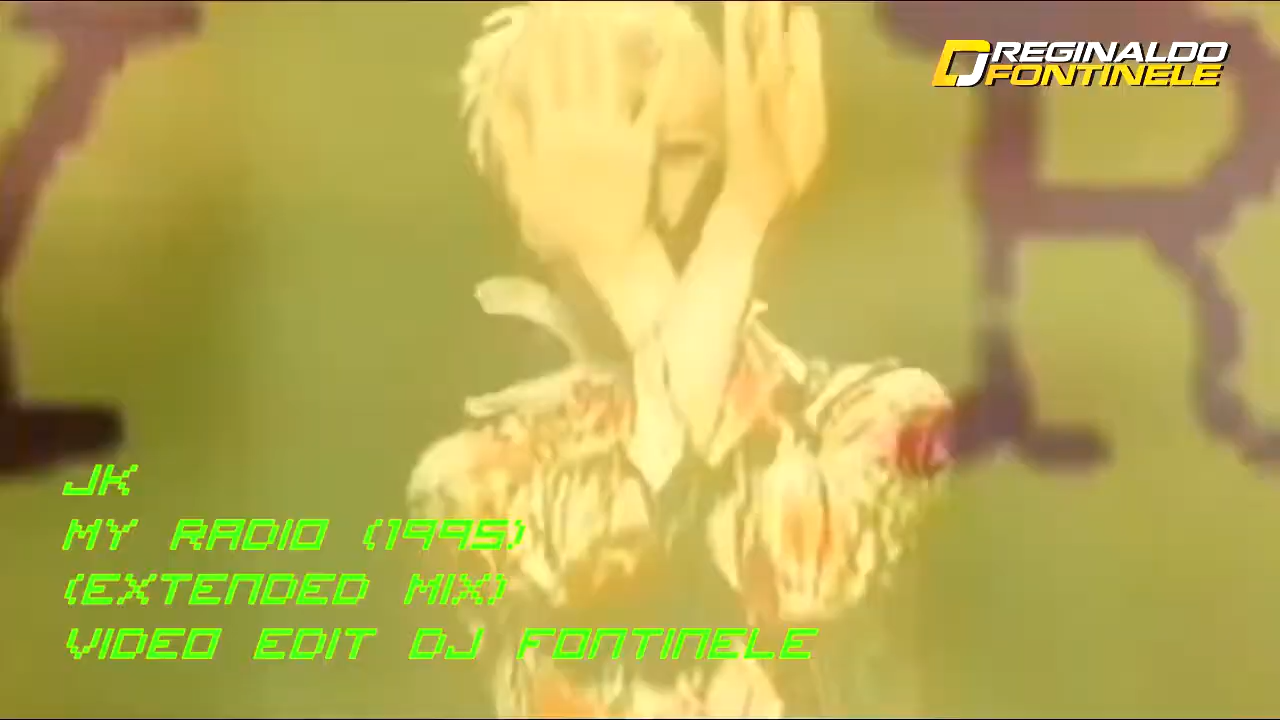 DJ REGINALDO
FONTINELE
JK
MY RADIO (1995)
(EXTENDED MIX)
VIDEO EDIT DJ FONTINELE